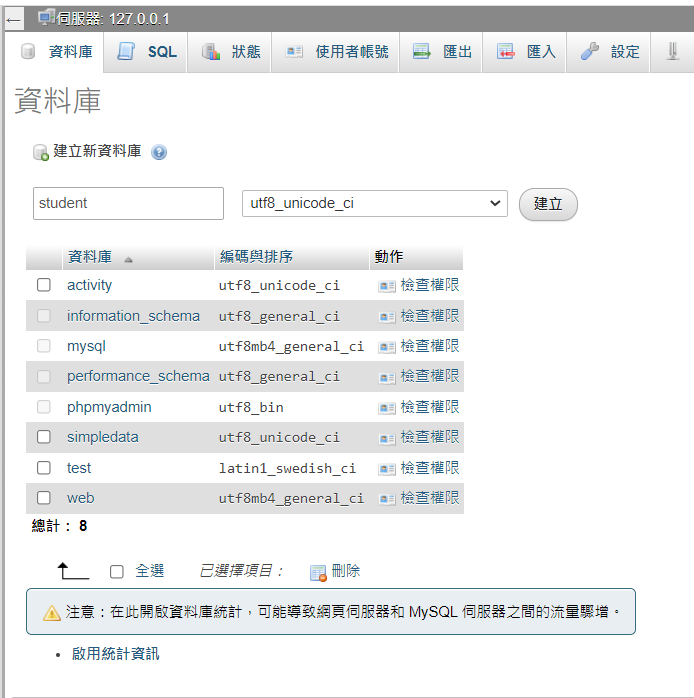 伺服器: 127.0.0.1
資料庫 SQL 狀態 使用者帳號 匯出 匯入 設定
資料庫
建立新資料庫
student utf8_unicode_ci 建立
資料庫 編碼與排序 動作
activity utf8_unicode_ci 檢查權限
information_schema utf8_general_ci 檢查權限
mysql utf8mb4_general_ci 檢查權限
performance_schema utf8_general_ci 檢查權限
phpmyadmin utf8_bin 檢查權限
simpledata utf8_unicode_ci 檢查權限
test latin1_swedish_ci 檢查權限
web utf8mb4_general_ci 檢查權限
總計： 8
全選 已選擇項目： 刪除
注意：在此開啟資料庫統計，可能導致網頁伺服器和 MySQL 伺服器之間的流量驟增。
• 啟用統計資訊